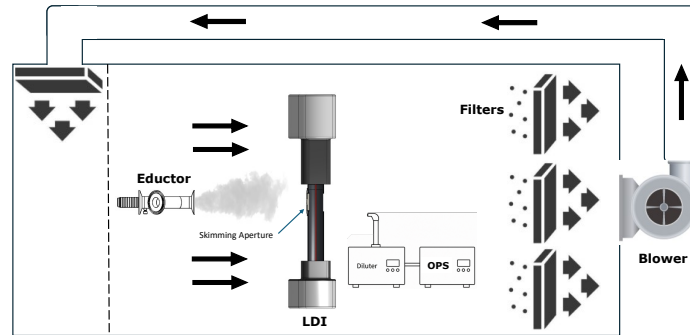 Filters
Eductor
Skimming Aperture
Diluter
OPS
Blower
LDI